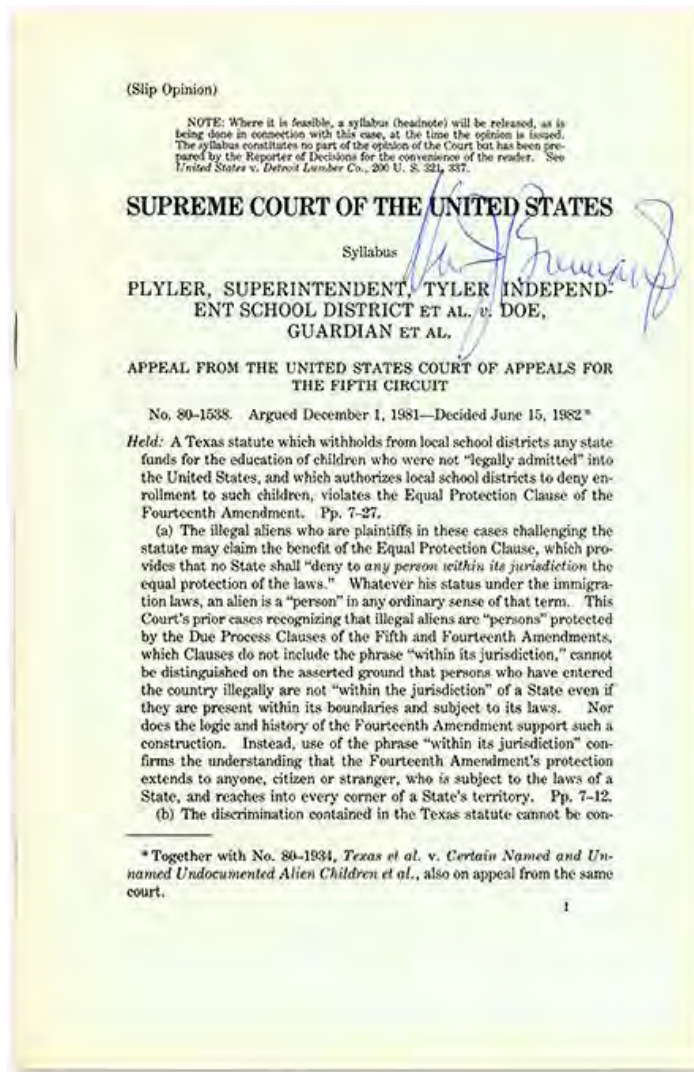 (Slip Opinion)
NOTE: Where it is feasible, a syllabus (headnote) will be released, as is
being done in connection with this case, at the time the opinion is issued.
The syllabus constitutes no part of the opinion of the Court but has been pre-
pared by the Reporter of Decisions for the convenience of the reader. See
United States v. Detroit Lumber Co., 200 U. S. 321, 337.
SUPREME COURT OF THE UNITED STATES
Syllabus
PLYLER, SUPERINTENDENT, TYLER INDEPEND-
ENT SCHOOL DISTRICT ET AL. v. DOE,
GUARDIAN ET AL.
APPEAL FROM THE UNITED STATES COURT OF APPEALS FOR
THE FIFTH CIRCUIT
No. 80–1538. Argued December 1, 1981—Decided June 15, 1982*
Held: A Texas statute which withholds from local school districts any state
funds for the education of children who were not “legally admitted” into
the United States, and which authorizes local school districts to deny en-
rollment to such children, violates the Equal Protection Clause of the
Fourteenth Amendment. Pp. 7–27.
(a) The illegal aliens who are plaintiffs in these cases challenging the
statute may claim the benefit of the Equal Protection Clause, which pro-
vides that no State shall “deny to any person within its jurisdiction the
equal protection of the laws.” Whatever his status under the immigra-
tion laws, an alien is a “person” in any ordinary sense of that term. This
Court’s prior cases recognizing that illegal aliens are “persons” protected
by the Due Process Clauses of the Fifth and Fourteenth Amendments,
which Clauses do not include the phrase “within its jurisdiction,” cannot
be distinguished on the asserted ground that persons who have entered
the country illegally are not “within the jurisdiction” of a State even if
they are present within its boundaries and subject to its laws. Nor
does the logic and history of the Fourteenth Amendment support such a
construction. Instead, use of the phrase “within its jurisdiction” con-
firms the understanding that the Fourteenth Amendment’s protection
extends to anyone, citizen or stranger, who is subject to the laws of a
State, and reaches into every corner of a State’s territory. Pp. 7–12.
(b) The discrimination contained in the Texas statute cannot be con-
*Together with No. 80–1934, Texas et al. v. Certain Named and Un-
named Undocumented Alien Children et al., also on appeal from the same
court.
I